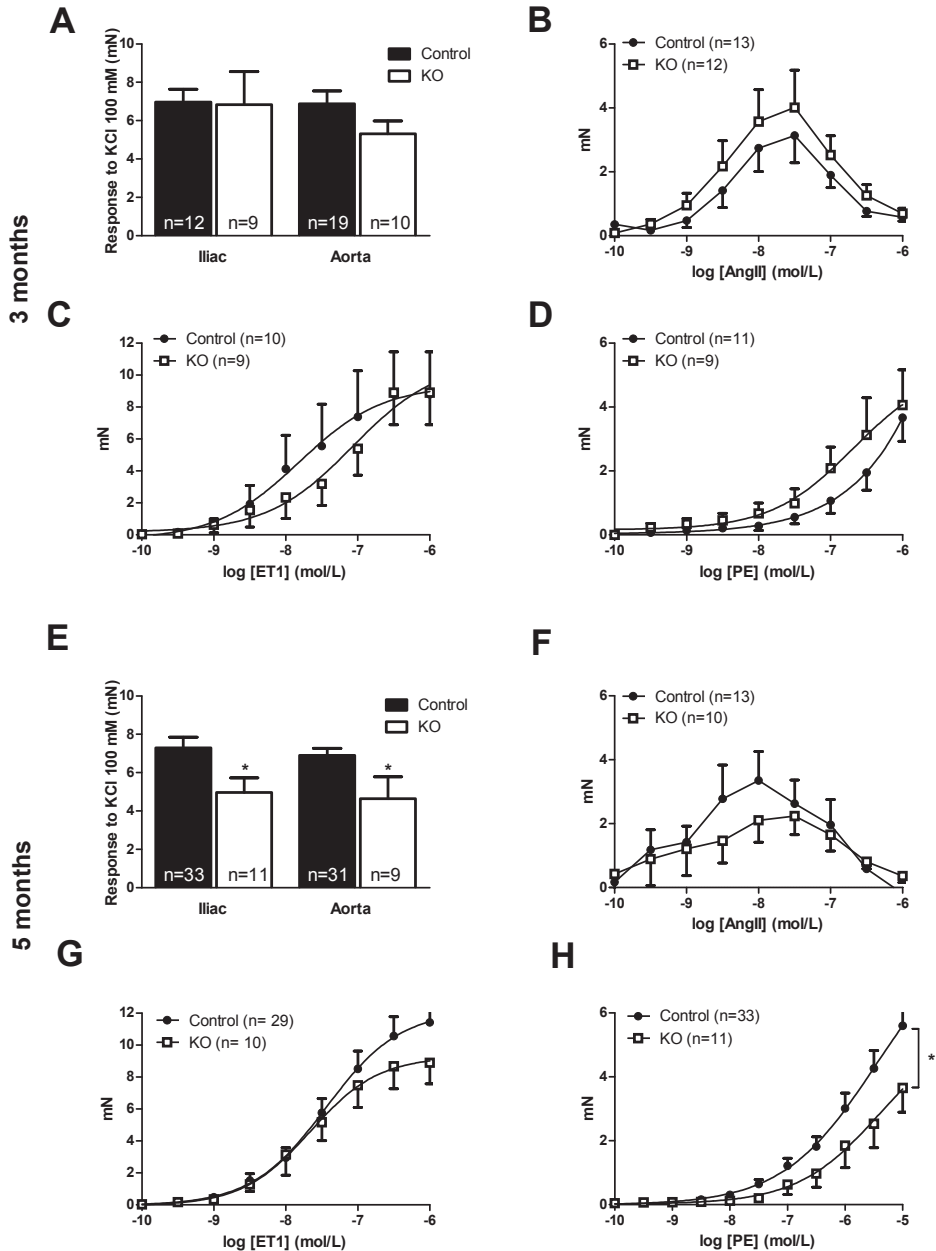 3 months
A
Response to KCl 100 mM (mN)
10
8
6
4
2
0
Control
KO
n=12
n=9
n=19
n=10
Iliac
Aorta
B
mN
6
4
2
0
Control (n=13)
KO (n=12)
-10
-9
-8
-7
-6
log [AngII] (mol/L)
C
mN
12
10
8
6
4
2
0
Control (n=10)
KO (n=9)
-10
-9
-8
-7
-6
log [ET1] (mol/L)
D
mN
6
4
2
0
Control (n=11)
KO (n=9)
-10
-9
-8
-7
-6
log [PE] (mol/L)
5 months
E
Response to KCl 100 mM (mN)
10
8
6
4
2
0
Control
KO
*
*
n=33
n=11
n=31
n=9
Iliac
Aorta
F
mN
6
4
2
0
Control (n=13)
KO (n=10)
-10
-9
-8
-7
-6
log [AngII] (mol/L)
G
mN
12
10
8
6
4
2
0
Control (n= 29)
KO (n= 10)
-10
-9
-8
-7
-6
log [ET1] (mol/L)
H
mN
6
4
2
0
Control (n=33)
KO (n=11)
*
-10
-9
-8
-7
-6
-5
log [PE] (mol/L)